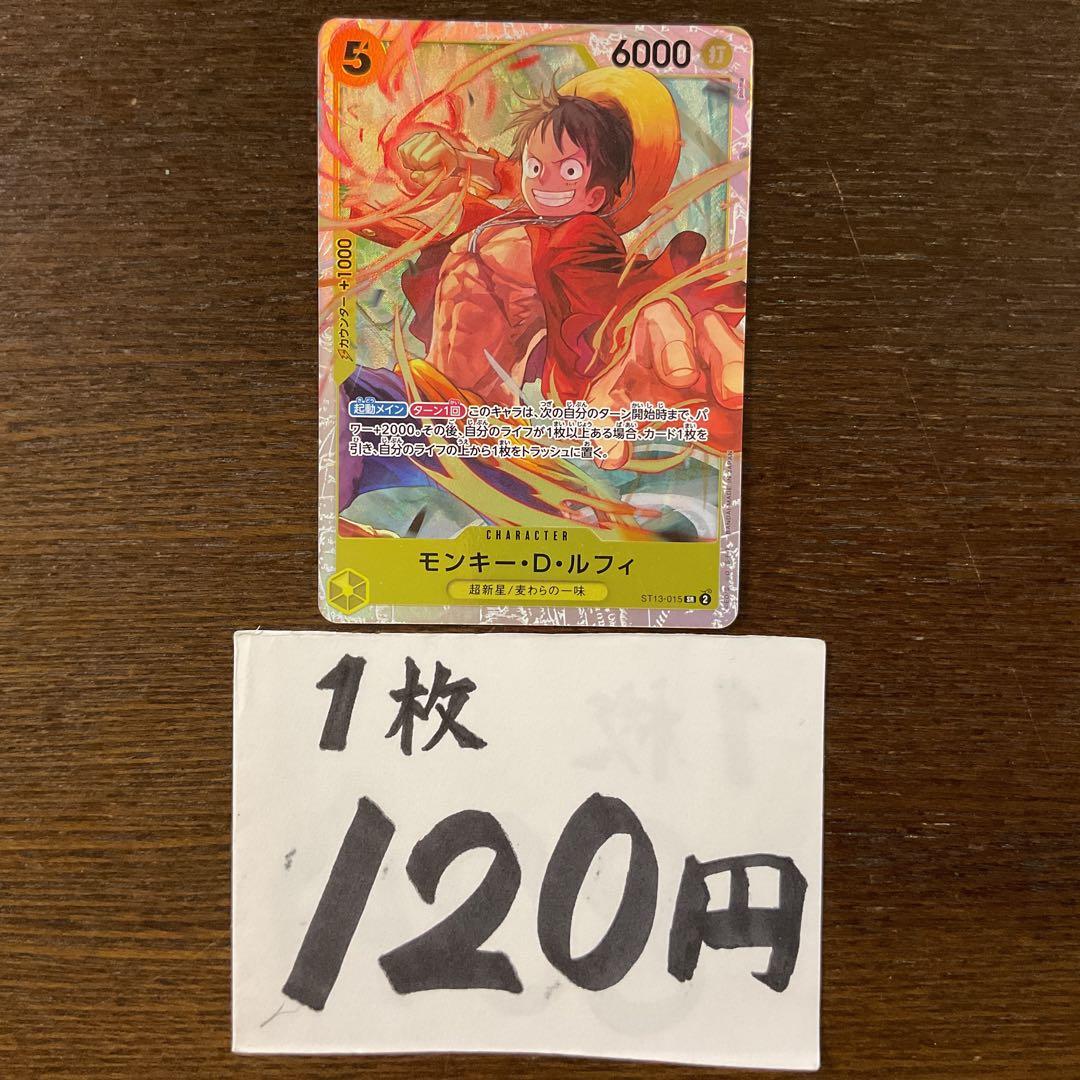 5
6000 打
カウンター +1000
起動メイン ターン1回 このキャラは、次の自分のターン開始時まで、パ
ワー+2000。その後、自分のライフが1枚以上ある場合、カード1枚を
引き、自分のライフの上から1枚をトラッシュに置く。
CHARACTER
モンキー・D・ルフィ
超新星/麦わらの一味
ST13-015 SR 2
1枚
120円